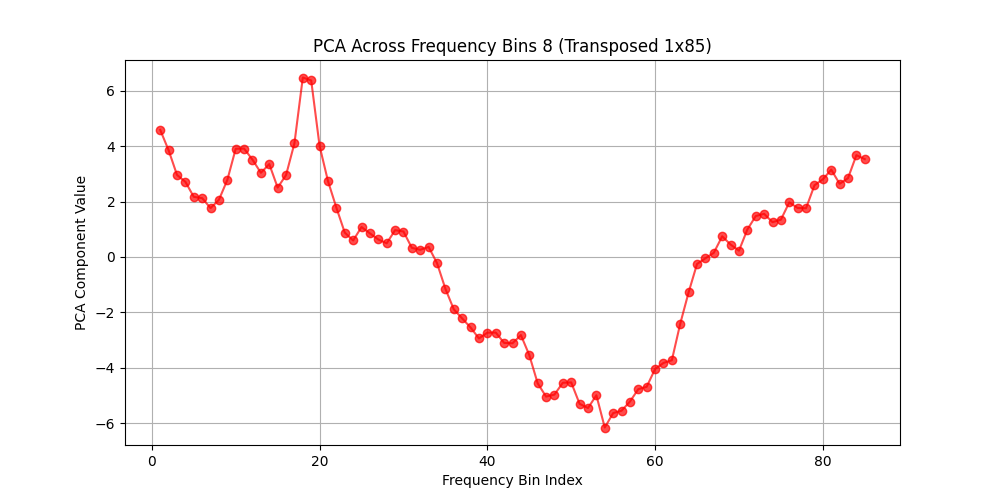 PCA Across Frequency Bins 8 (Transposed 1x85)
PCA Component Value
6
4
2
0
−2
−4
−6
0 20 40 60 80
Frequency Bin Index